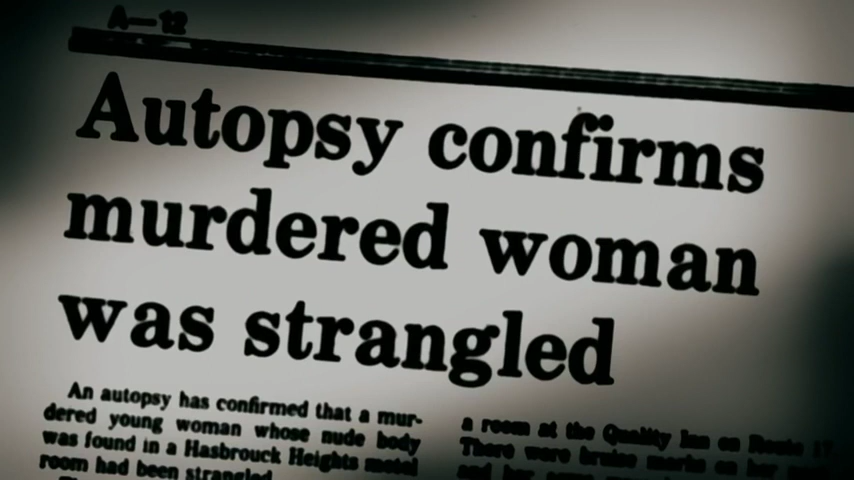 A—12
Autopsy confirms
murdered woman
was strangled
An autopsy has confirmed that a mur-
dered young woman whose nude body
was found in a Hasbrouck Heights motel
room had been strangled.
a room at the Quality Inn on Route 17
There were bruise marks on her
and her